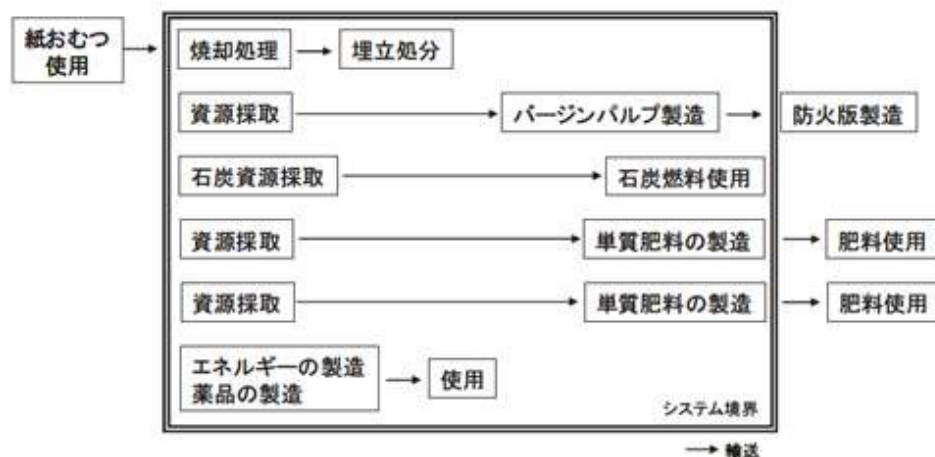 紙おむつ
使用
焼却処理
埋立処分
資源採取
バージンパルプ製造
防火版製造
石炭資源採取
石炭燃料使用
資源採取
単質肥料の製造
肥料使用
資源採取
単質肥料の製造
肥料使用
エネルギーの製造
薬品の製造
使用
システム境界
輸送